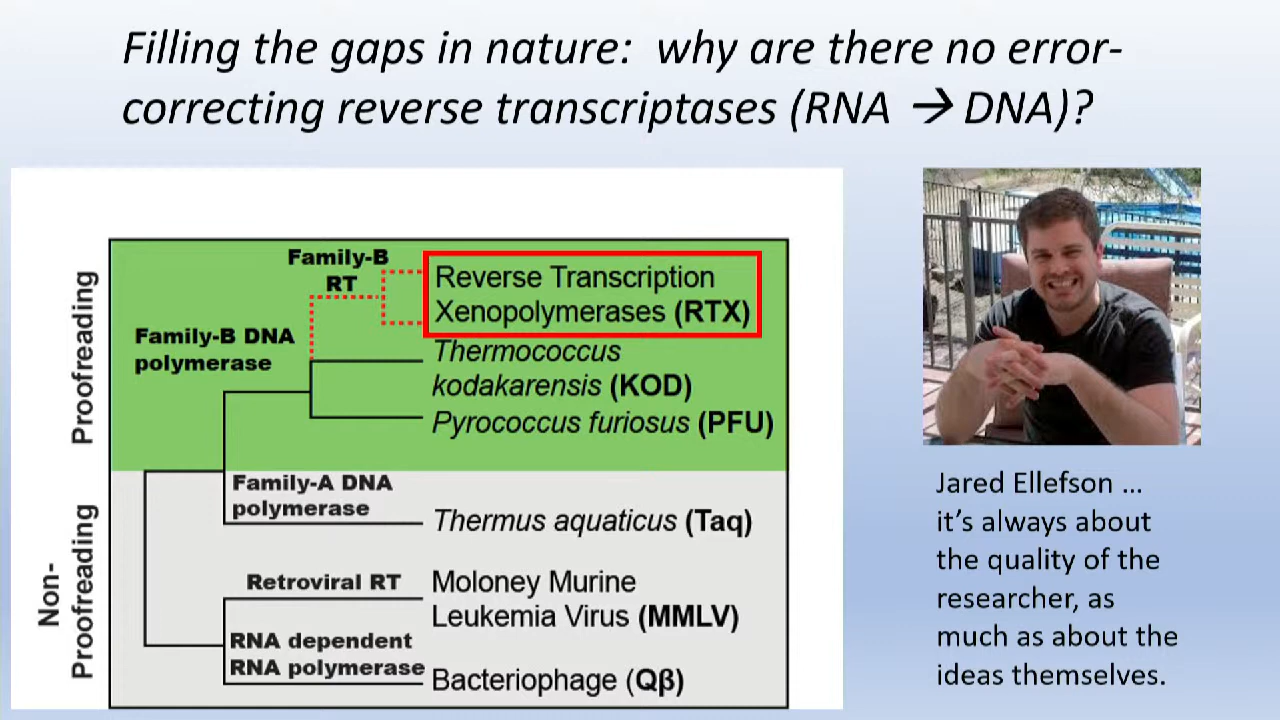 Filling the gaps in nature:  why are there no error-
correcting reverse transcriptases (RNA → DNA)?
Proofreading
Non-
Proofreading
Family-B
RT
Family-B DNA
polymerase
Reverse Transcription
Xenopolymerases (RTX)
Thermococcus
kodakarensis (KOD)
Pyrococcus furiosus (PFU)
Family-A DNA
polymerase
Thermus aquaticus (Taq)
Retroviral RT
Moloney Murine
Leukemia Virus (MMLV)
RNA dependent
RNA polymerase
Bacteriophage (Qβ)
Jared Ellefson …
it’s always about
the quality of the
researcher, as
much as about the
ideas themselves.